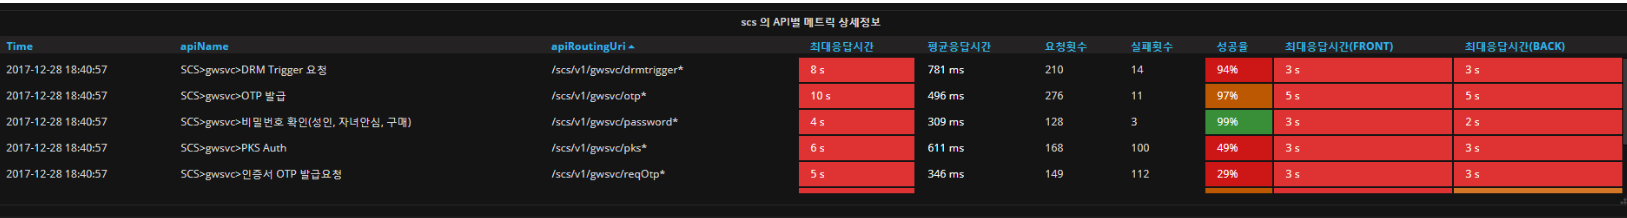 scs 의 API별 메트릭 상세정보
Time apiName apiRoutingUri 최대응답시간 평균응답시간 요청횟수 실패횟수 성공율 최대응답시간(FRONT) 최대응답시간(BACK)
2017-12-28 18:40:57 SCS>gwsvc>DRM Trigger 요청 /scs/v1/gwsvc/drmtrigger* 8 s 781 ms 210 14 94% 3 s 3 s
2017-12-28 18:40:57 SCS>gwsvc>OTP 발급 /scs/v1/gwsvc/otp* 10 s 496 ms 276 11 97% 5 s 5 s
2017-12-28 18:40:57 SCS>gwsvc>비밀번호 확인(성인, 자녀안심, 구매) /scs/v1/gwsvc/password* 4 s 309 ms 128 3 99% 3 s 2 s
2017-12-28 18:40:57 SCS>gwsvc>PKS Auth /scs/v1/gwsvc/pks* 6 s 611 ms 168 100 49% 3 s 3 s
2017-12-28 18:40:57 SCS>gwsvc>인증서 OTP 발급요청 /scs/v1/gwsvc/reqOtp* 5 s 346 ms 149 112 29% 3 s 3 s